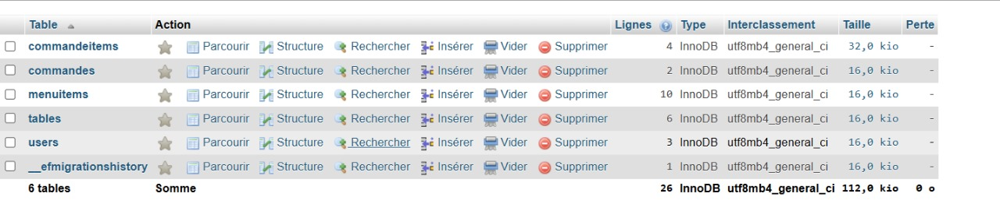 Table Action Lignes Type Interclassement Taille Perte
commandeitems Parcourir Structure Rechercher Insérer Vider Supprimer 4 InnoDB utf8mb4_general_ci 32,0 kio -
commandes Parcourir Structure Rechercher Insérer Vider Supprimer 2 InnoDB utf8mb4_general_ci 16,0 kio -
menuitems Parcourir Structure Rechercher Insérer Vider Supprimer 10 InnoDB utf8mb4_general_ci 16,0 kio -
tables Parcourir Structure Rechercher Insérer Vider Supprimer 6 InnoDB utf8mb4_general_ci 16,0 kio -
users Parcourir Structure Rechercher Insérer Vider Supprimer 3 InnoDB utf8mb4_general_ci 16,0 kio -
__efmigrationshistory Parcourir Structure Rechercher Insérer Vider Supprimer 1 InnoDB utf8mb4_general_ci 16,0 kio -
6 tables Somme 26 InnoDB utf8mb4_general_ci 112,0 kio 0 o